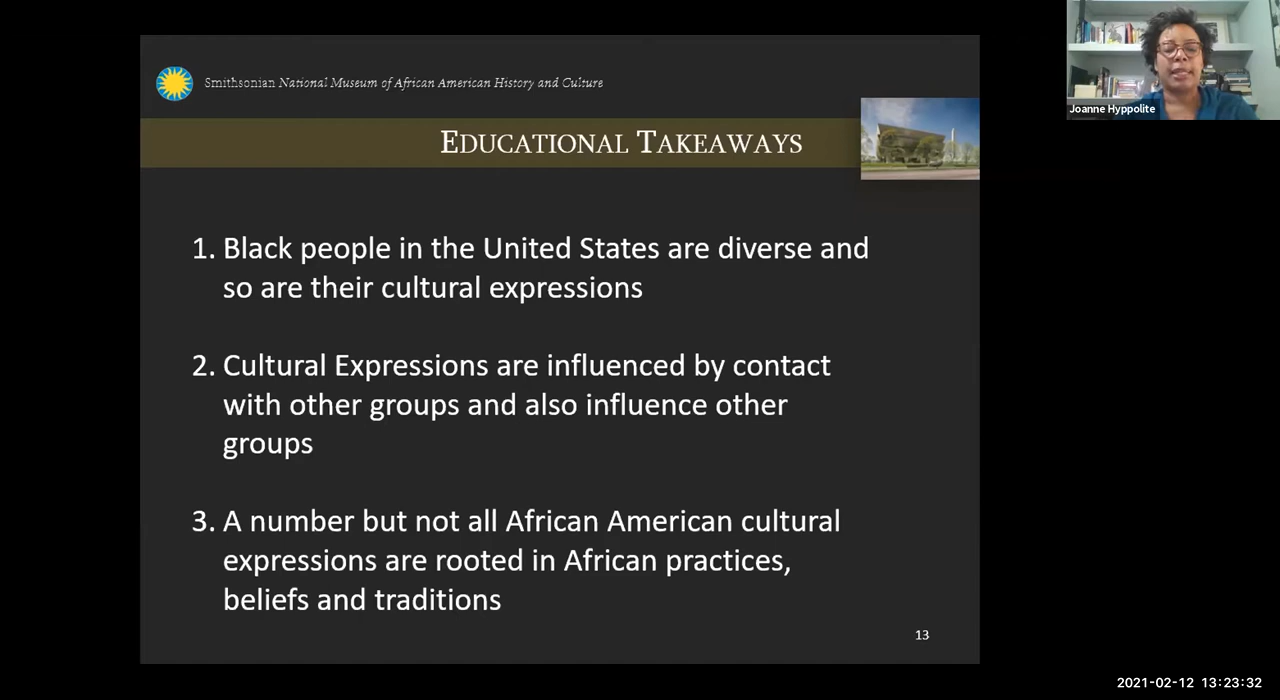 Smithsonian National Museum of African American History and Culture
EDUCATIONAL TAKEAWAYS
Joanne Hyppolite
1. Black people in the United States are diverse and
so are their cultural expressions
2. Cultural Expressions are influenced by contact
with other groups and also influence other
groups
3. A number but not all African American cultural
expressions are rooted in African practices,
beliefs and traditions
13
2021-02-12 13:23:32